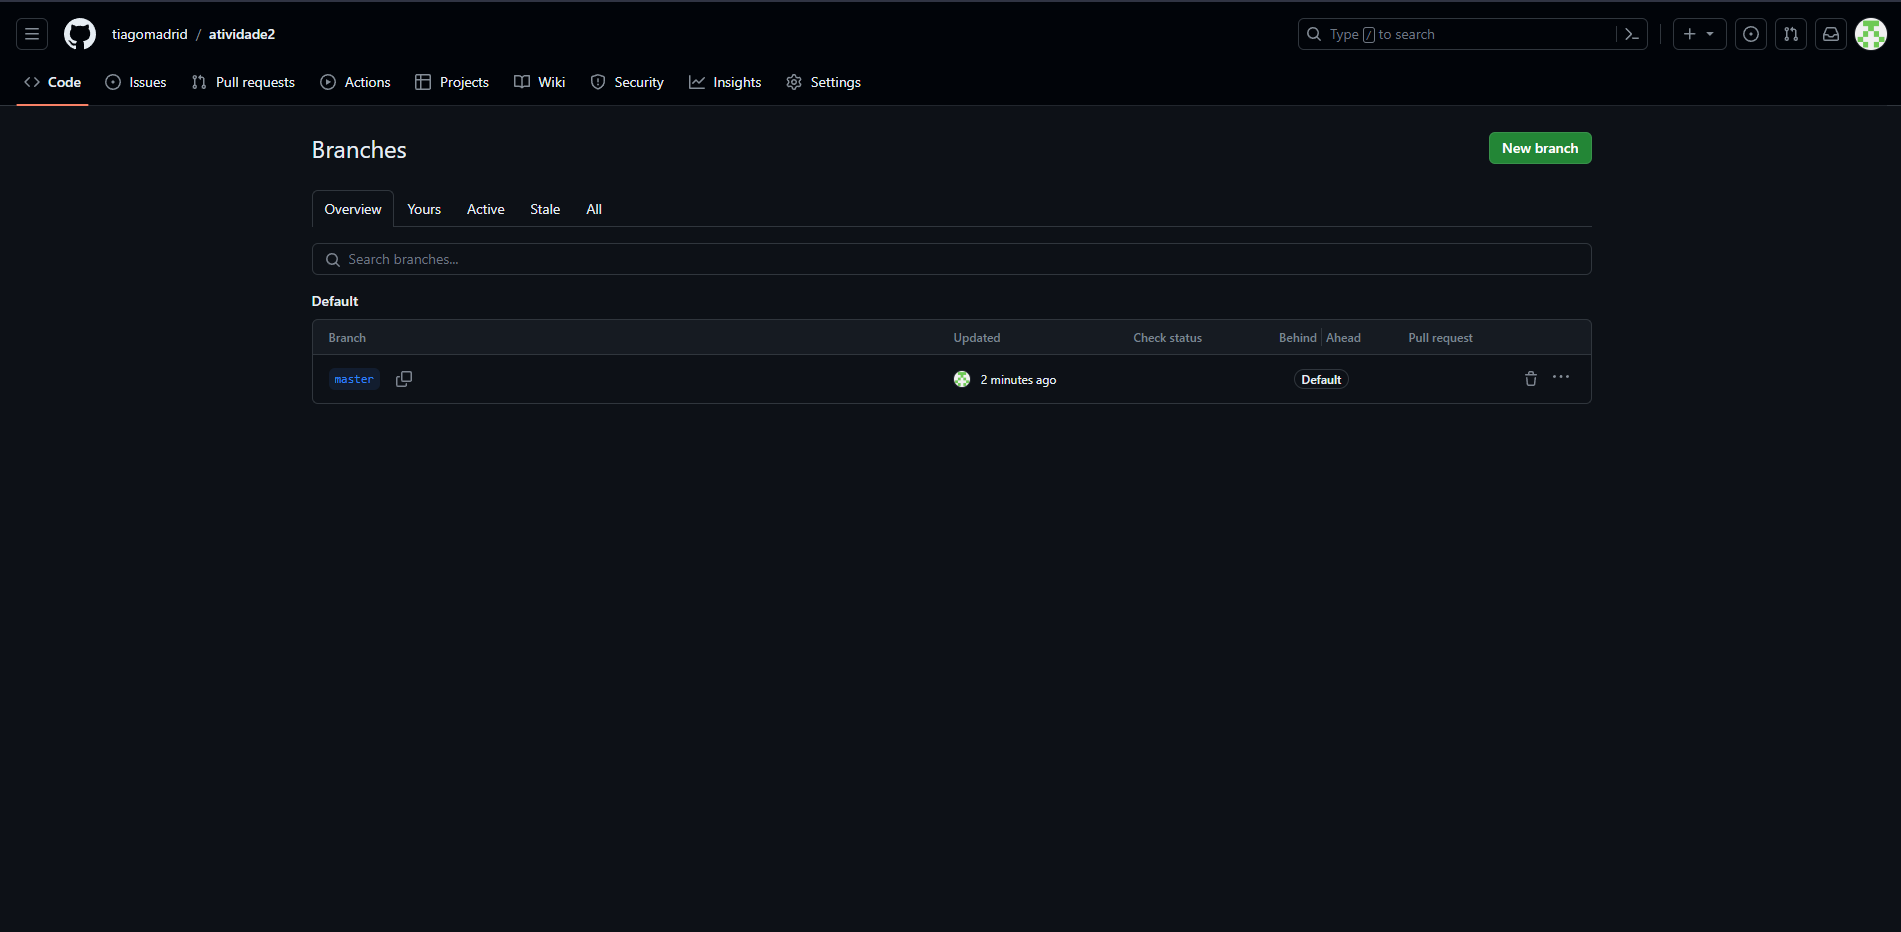 tiagomadrid / atividade2
Type / to search
Code Issues Pull requests Actions Projects Wiki Security Insights Settings
Branches
New branch
Overview Yours Active Stale All
Search branches...
Default
Branch Updated Check status Behind Ahead Pull request
master 2 minutes ago Default